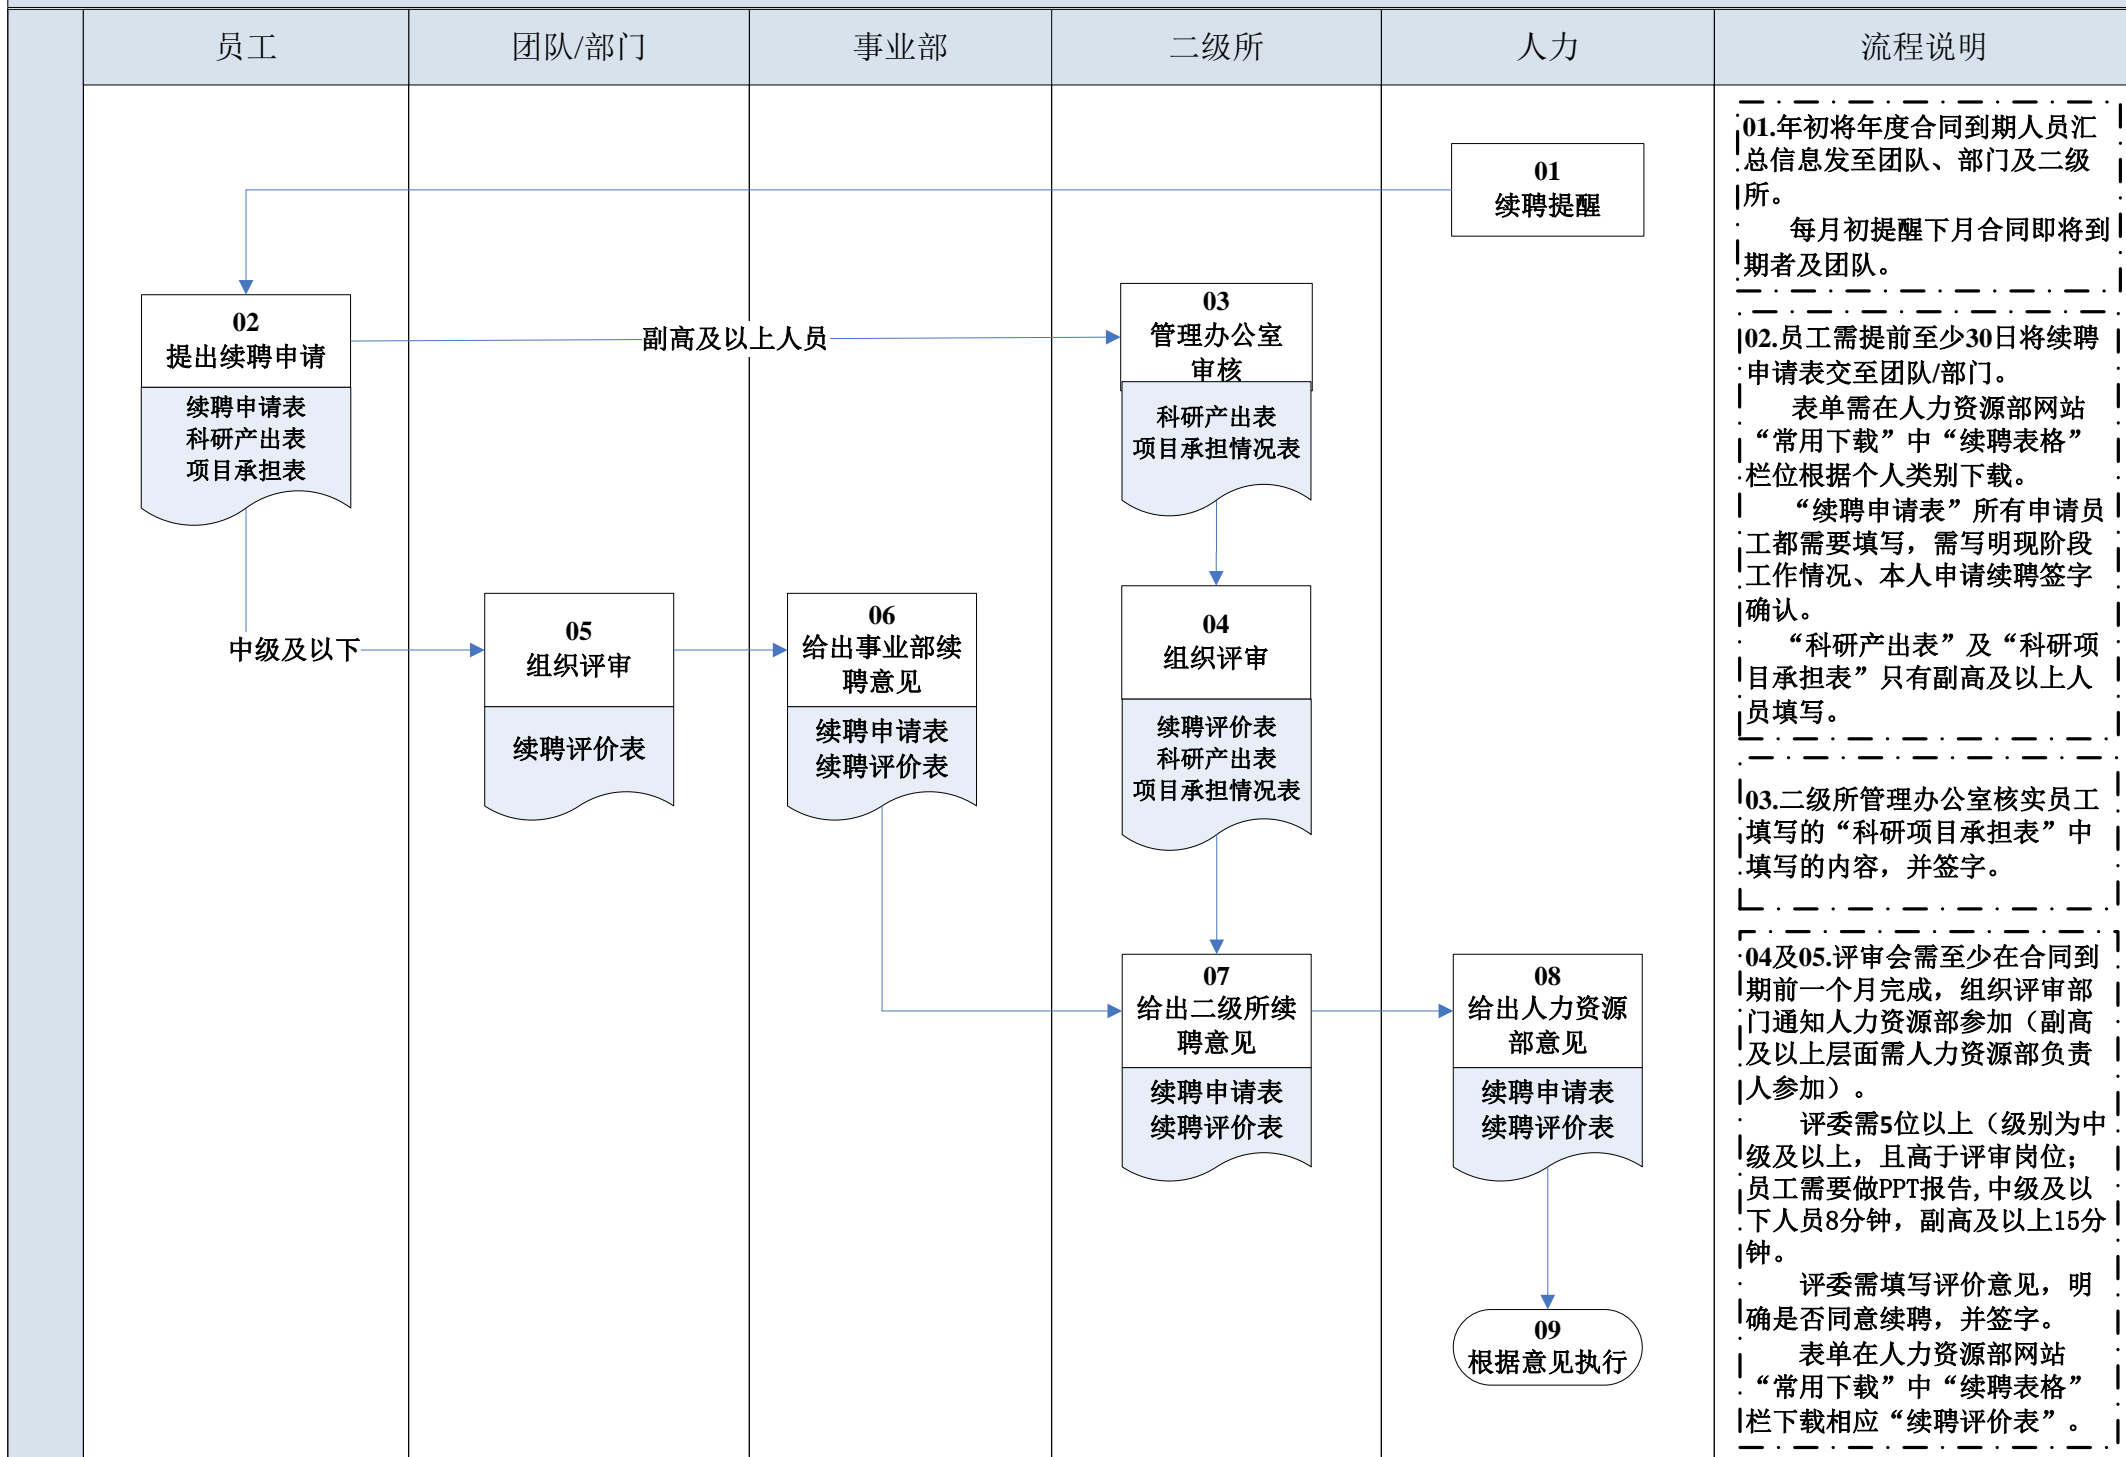 员工
团队/部门
事业部
二级所
人力
流程说明
01
续聘提醒
02
提出续聘申请
续聘申请表
科研产出表
项目承担表
副高及以上人员
03
管理办公室
审核
科研产出表
项目承担情况表
中级及以下
05
组织评审
续聘评价表
06
给出事业部续
聘意见
续聘申请表
续聘评价表
04
组织评审
续聘评价表
科研产出表
项目承担情况表
07
给出二级所续
聘意见
续聘申请表
续聘评价表
08
给出人力资源
部意见
续聘申请表
续聘评价表
09
根据意见执行
01.年初将年度合同到期人员汇
总信息发至团队、部门及二级
所。
每月初提醒下月合同即将到
期者及团队。
02.员工需提前至少30日将续聘
申请表交至团队/部门。
表单需在人力资源部网站
“常用下载”中“续聘表格”
栏位根据个人类别下载。
“续聘申请表”所有申请员
工都需要填写，需写明现阶段
工作情况、本人申请续聘签字
确认。
“科研产出表”及“科研项
目承担表”只有副高及以上人
员填写。
03.二级所管理办公室核实员工
填写的“科研项目承担表”中
填写的内容，并签字。
04及05.评审会需至少在合同到
期前一个月完成，组织评审部
门通知人力资源部参加（副高
及以上层面需人力资源部负责
人参加）。
评委需5位以上（级别为中
级及以上，且高于评审岗位；
员工需要做PPT报告,中级及以
下人员8分钟，副高及以上15分
钟。
评委需填写评价意见，明
确是否同意续聘，并签字。
表单在人力资源部网站
“常用下载”中“续聘表格”
栏下载相应“续聘评价表”。